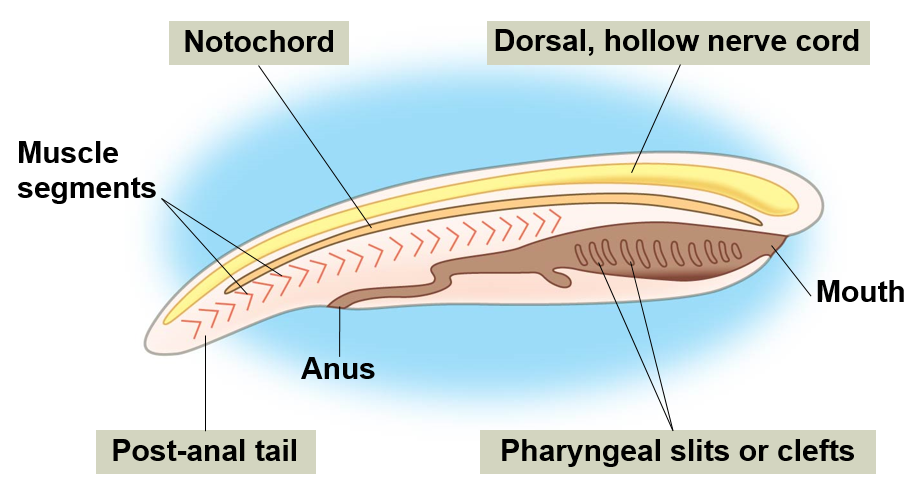 Notochord
Dorsal, hollow nerve cord
Muscle
segments
Mouth
Anus
Post-anal tail
Pharyngeal slits or clefts